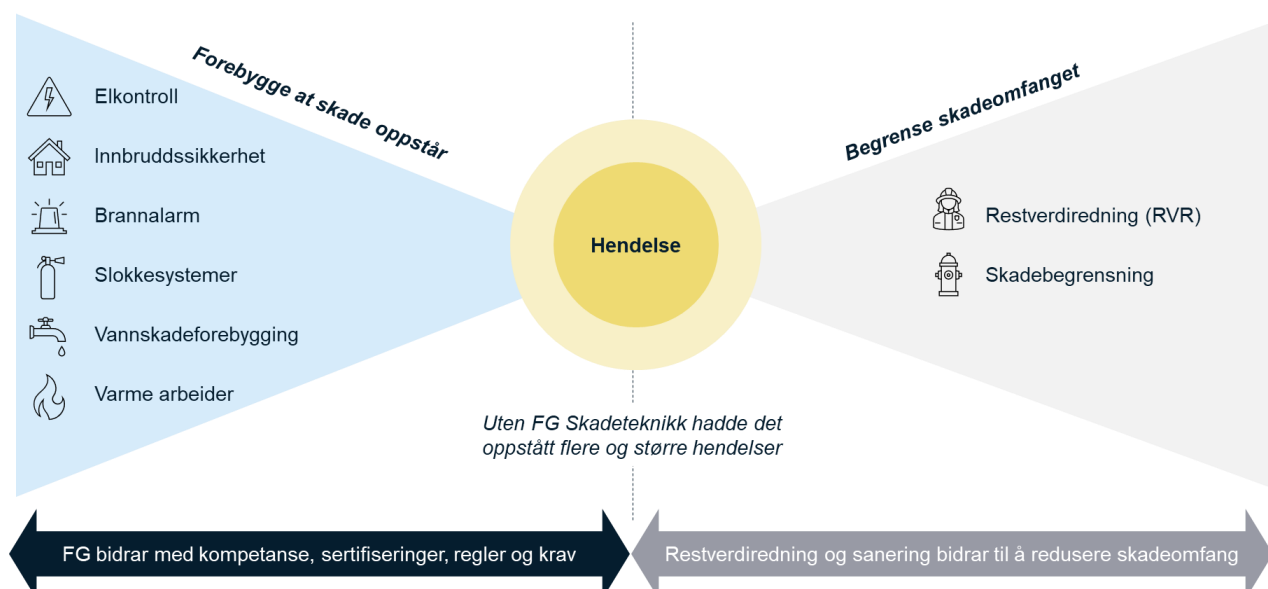 Forebygge at skade oppstår
Elkontroll
Innbruddssikkerhet
Brannalarm
Slokkesystemer
Vannskadeforebygging
Varme arbeider
Hendelse
Uten FG Skadeteknikk hadde det
oppstått flere og større hendelser
Begrense skadeomfanget
Restverdiredning (RVR)
Skadebegrensning
FG bidrar med kompetanse, sertifiseringer, regler og krav
Restverdiredning og sanering bidrar til å redusere skadeomfang